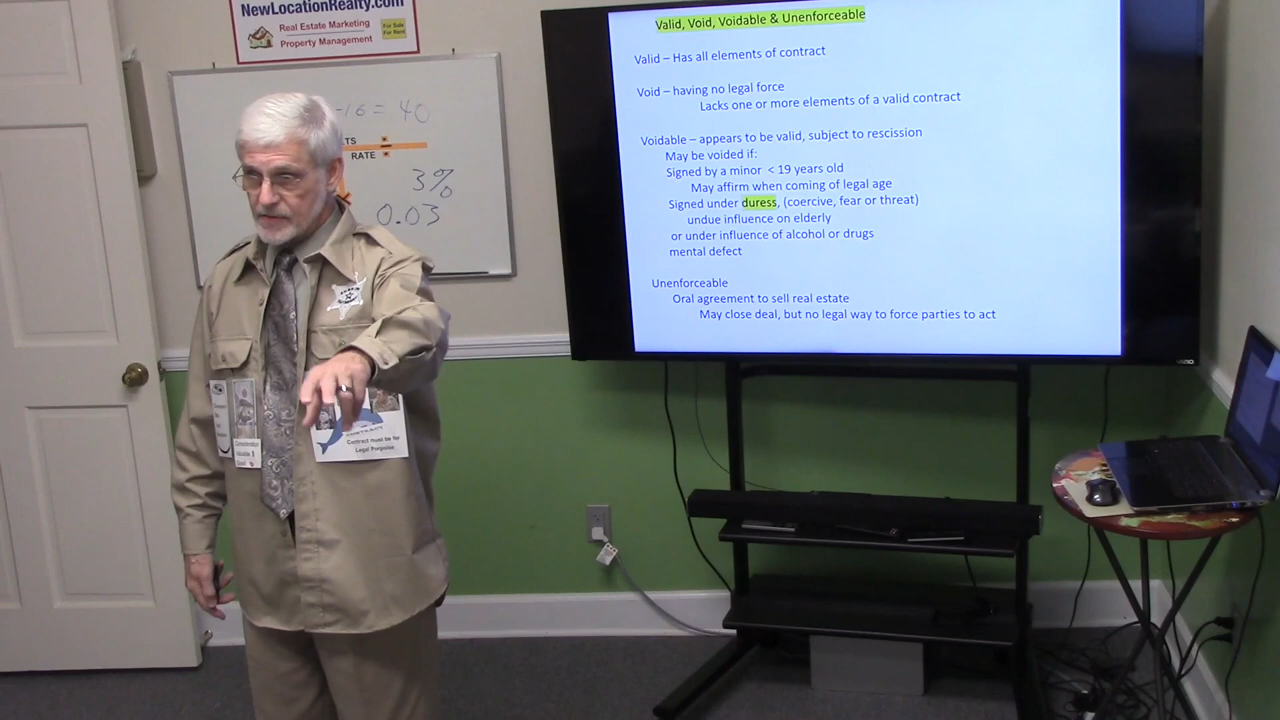 NewLocationRealty.com
Real Estate Marketing
Property Management
For Sale
For Rent
-16 = 40
RATE
3%
0.03
Contract must be for
Legal Purpose
Valid, Void, Voidable & Unenforceable
Valid – Has all elements of contract
Void – having no legal force
Lacks one or more elements of a valid contract
Voidable – appears to be valid, subject to rescission
May be voided if:
Signed by a minor < 19 years old
May affirm when coming of legal age
Signed under duress, (coercive, fear or threat)
undue influence on elderly
or under influence of alcohol or drugs
mental defect
Unenforceable
Oral agreement to sell real estate
May close deal, but no legal way to force parties to act
VIZIO